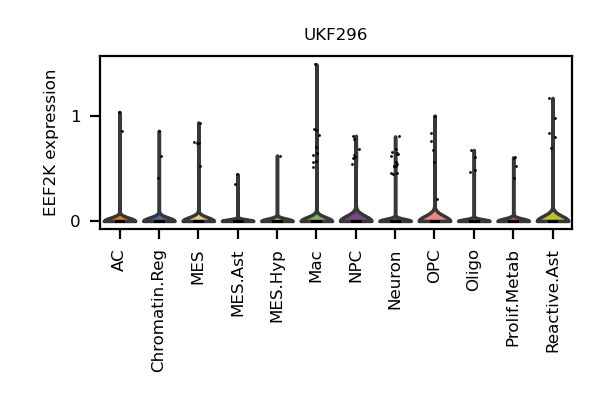 UKF296
EEF2K expression
1
0
AC
Chromatin.Reg
MES
MES.Ast
MES.Hyp
Mac
NPC
Neuron
OPC
Oligo
Prolif.Metab
Reactive.Ast